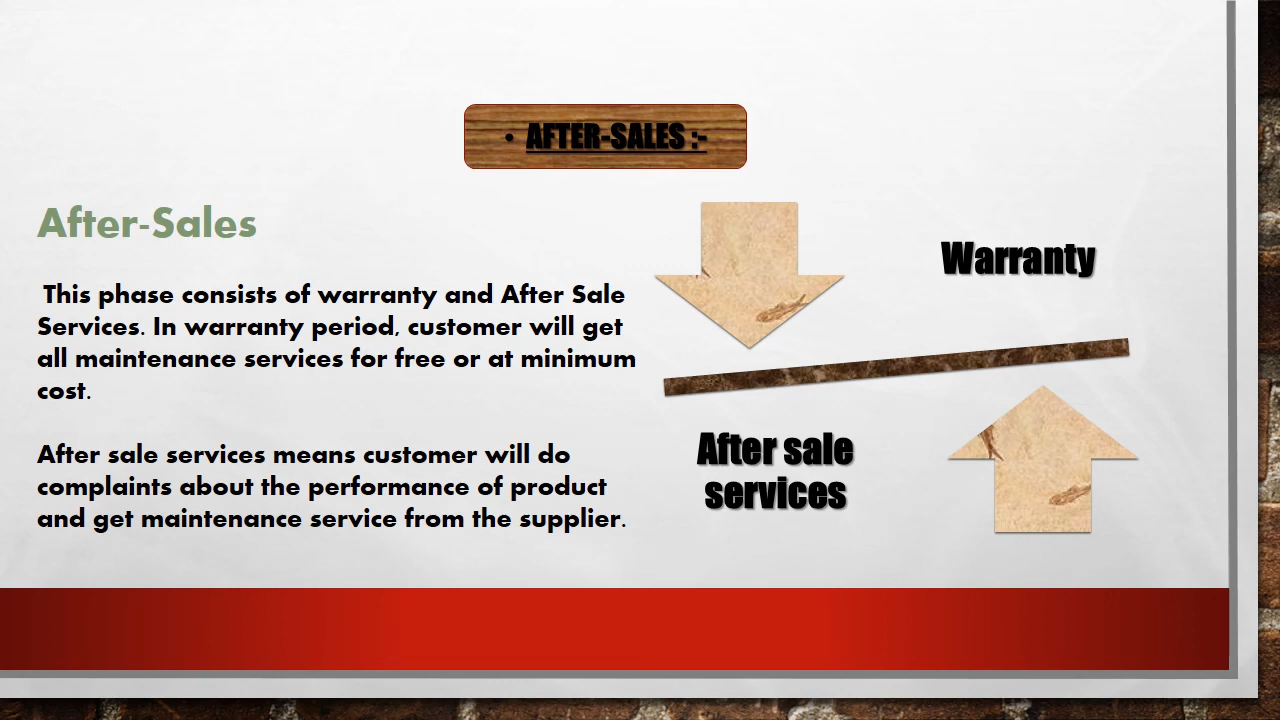 • AFTER-SALES :-
After-Sales
This phase consists of warranty and After Sale
Services. In warranty period, customer will get
all maintenance services for free or at minimum
cost.
After sale services means customer will do
complaints about the performance of product
and get maintenance service from the supplier.
Warranty
After sale
services